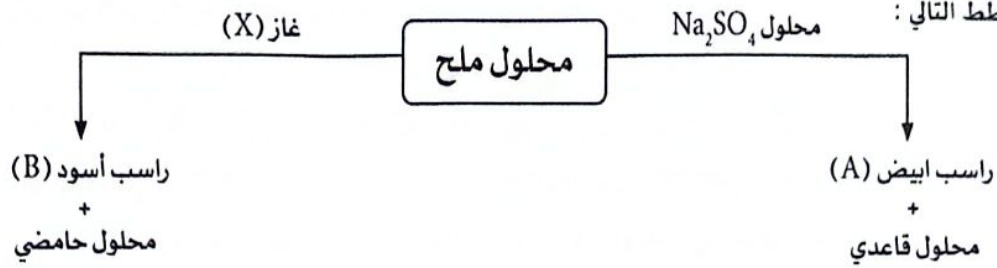 طط التالي :
محلول Na₂SO₄
غاز (X)
محلول ملح
راسب ابيض (A)
+
محلول قاعدي
راسب أسود (B)
+
محلول حامضي